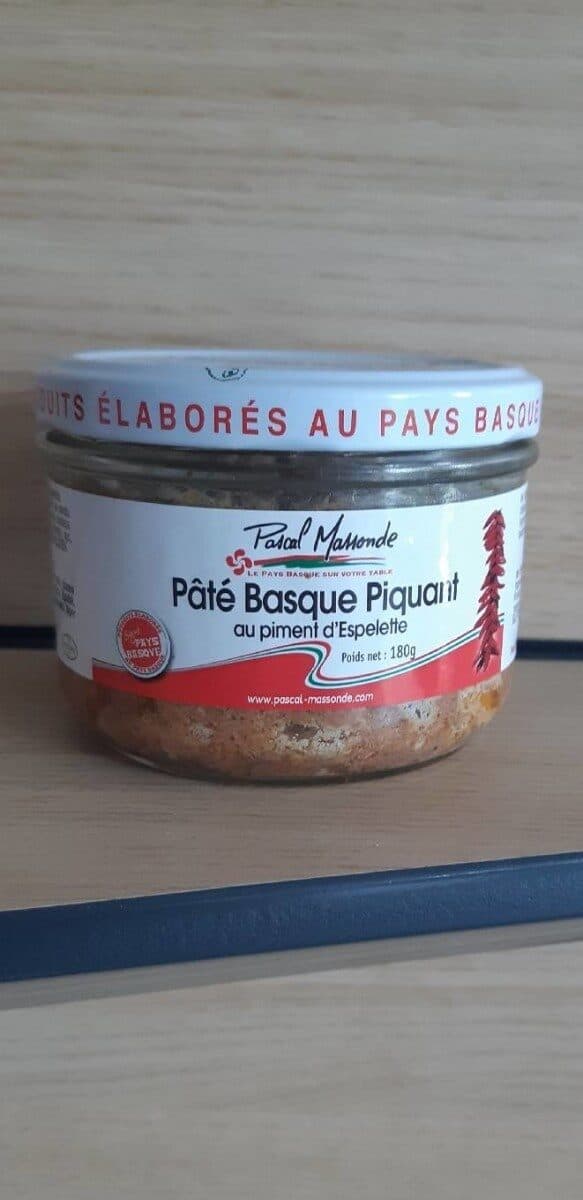 DUITS ÉLABORÉS AU PAYS BASQUE
Pascal Massonde
LE PAYS BASQUE SUR VOTRE TABLE
Pâté Basque Piquant
au piment d'Espelette
Poids net : 180g
PAYS
BASQUE
www.pascal-massonde.com